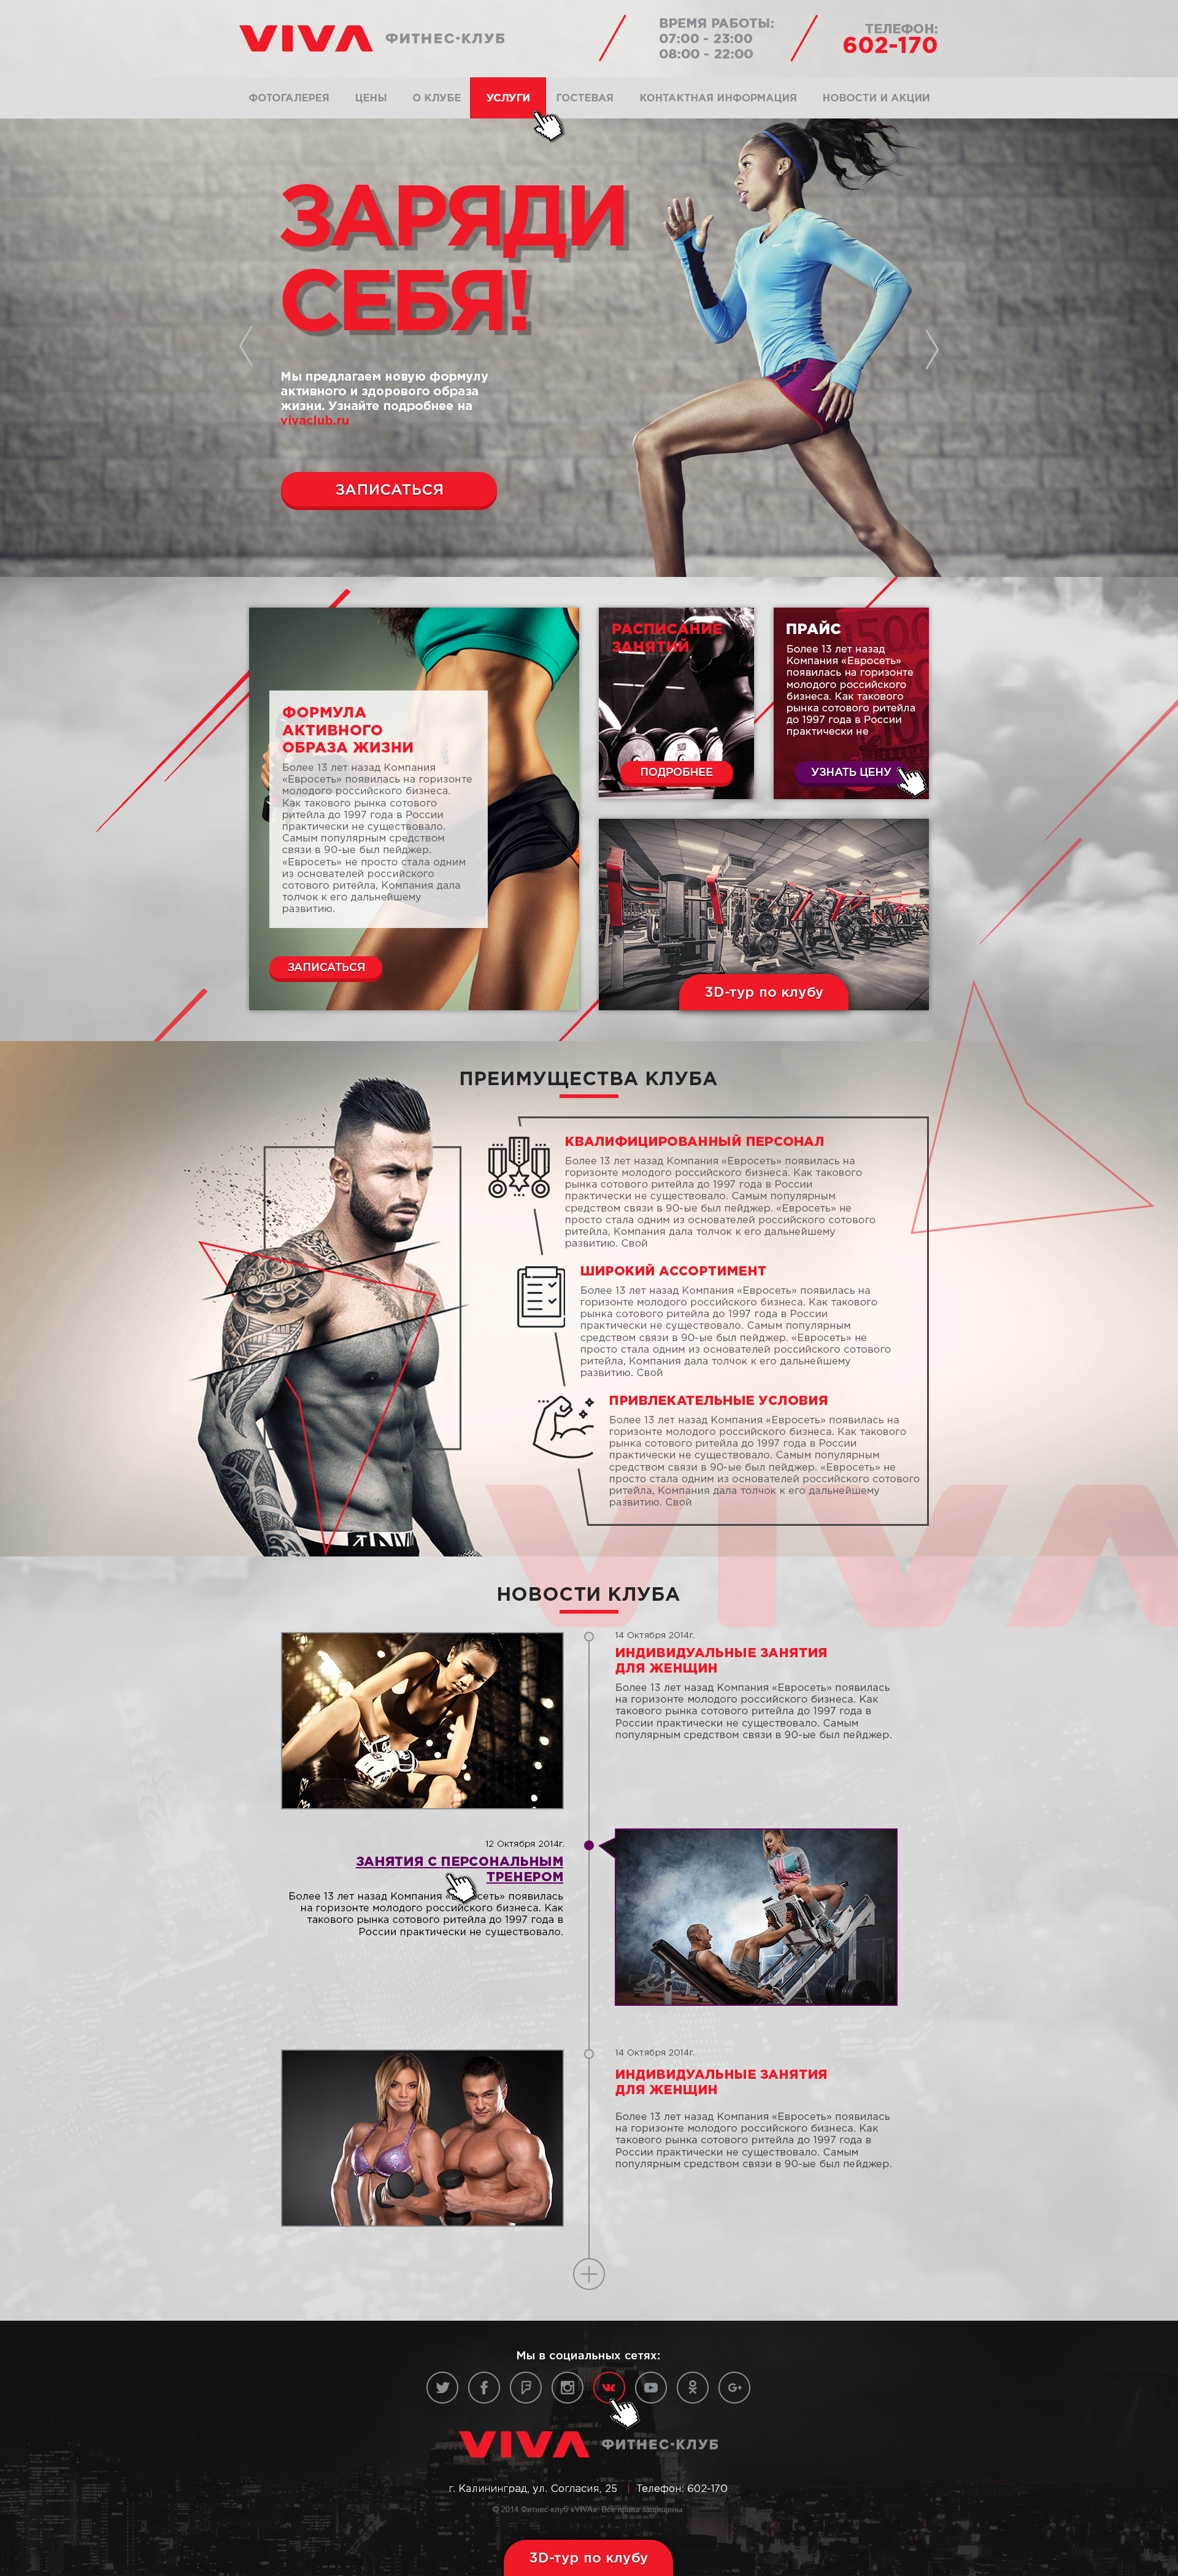 VIVA ФИТНЕС-КЛУБ
ВРЕМЯ РАБОТЫ:
07:00 - 23:00
08:00 - 22:00
ТЕЛЕФОН:
602-170
ФОТОГАЛЕРЕЯ ЦЕНЫ О КЛУБЕ УСЛУГИ ГОСТЕВАЯ КОНТАКТНАЯ ИНФОРМАЦИЯ НОВОСТИ И АКЦИИ
ЗАРЯДИ
СЕБЯ!
Мы предлагаем новую формулу
активного и здорового образа
жизни. Узнайте подробнее на
vivaclub.ru
ЗАПИСАТЬСЯ
ФОРМУЛА
АКТИВНОГО
ОБРАЗА ЖИЗНИ
Более 13 лет назад Компания
«Евросеть» появилась на горизонте
молодого российского бизнеса.
Как такового рынка сотового
ритейла до 1997 года в России
практически не существовало.
Самым популярным средством
связи в 90-ые был пейджер.
«Евросеть» не просто стала одним
из основателей российского
сотового ритейла, Компания дала
толчок к его дальнейшему
развитию.
ЗАПИСАТЬСЯ
РАСПИСАНИЕ
ЗАНЯТИЙ
ПОДРОБНЕЕ
ПРАЙС
Более 13 лет назад
Компания «Евросеть»
появилась на горизонте
молодого российского
бизнеса. Как такового
рынка сотового ритейла
до 1997 года в России
практически не
УЗНАТЬ ЦЕНУ
3D-тур по клубу
ПРЕИМУЩЕСТВА КЛУБА
КВАЛИФИЦИРОВАННЫЙ ПЕРСОНАЛ
Более 13 лет назад Компания «Евросеть» появилась на
горизонте молодого российского бизнеса. Как такового
рынка сотового ритейла до 1997 года в России
практически не существовало. Самым популярным
средством связи в 90-ые был пейджер. «Евросеть» не
просто стала одним из основателей российского сотового
ритейла, Компания дала толчок к его дальнейшему
развитию. Свой
ШИРОКИЙ АССОРТИМЕНТ
Более 13 лет назад Компания «Евросеть» появилась на
горизонте молодого российского бизнеса. Как такового
рынка сотового ритейла до 1997 года в России
практически не существовало. Самым популярным
средством связи в 90-ые был пейджер. «Евросеть» не
просто стала одним из основателей российского сотового
ритейла, Компания дала толчок к его дальнейшему
развитию. Свой
ПРИВЛЕКАТЕЛЬНЫЕ УСЛОВИЯ
Более 13 лет назад Компания «Евросеть» появилась на
горизонте молодого российского бизнеса. Как такового
рынка сотового ритейла до 1997 года в России
практически не существовало. Самым популярным
средством связи в 90-ые был пейджер. «Евросеть» не
просто стала одним из основателей российского сотового
ритейла, Компания дала толчок к его дальнейшему
развитию. Свой
VIVA
НОВОСТИ КЛУБА
14 Октября 2014г.
ИНДИВИДУАЛЬНЫЕ ЗАНЯТИЯ
ДЛЯ ЖЕНЩИН
Более 13 лет назад Компания «Евросеть» появилась
на горизонте молодого российского бизнеса. Как
такового рынка сотового ритейла до 1997 года в
России практически не существовало. Самым
популярным средством связи в 90-ые был пейджер.
12 Октября 2014г.
ЗАНЯТИЯ С ПЕРСОНАЛЬНЫМ
ТРЕНЕРОМ
Более 13 лет назад Компания «Евросеть» появилась
на горизонте молодого российского бизнеса. Как
такового рынка сотового ритейла до 1997 года в
России практически не существовало.
14 Октября 2014г.
ИНДИВИДУАЛЬНЫЕ ЗАНЯТИЯ
ДЛЯ ЖЕНЩИН
Более 13 лет назад Компания «Евросеть» появилась
на горизонте молодого российского бизнеса. Как
такового рынка сотового ритейла до 1997 года в
России практически не существовало. Самым
популярным средством связи в 90-ые был пейджер.
Мы в социальных сетях:
VIVA ФИТНЕС-КЛУБ
г. Калининград, ул. Согласия, 25 | Телефон: 602-170
© 2014 Фитнес-клуб «VIVA». Все права защищены.
3D-тур по клубу